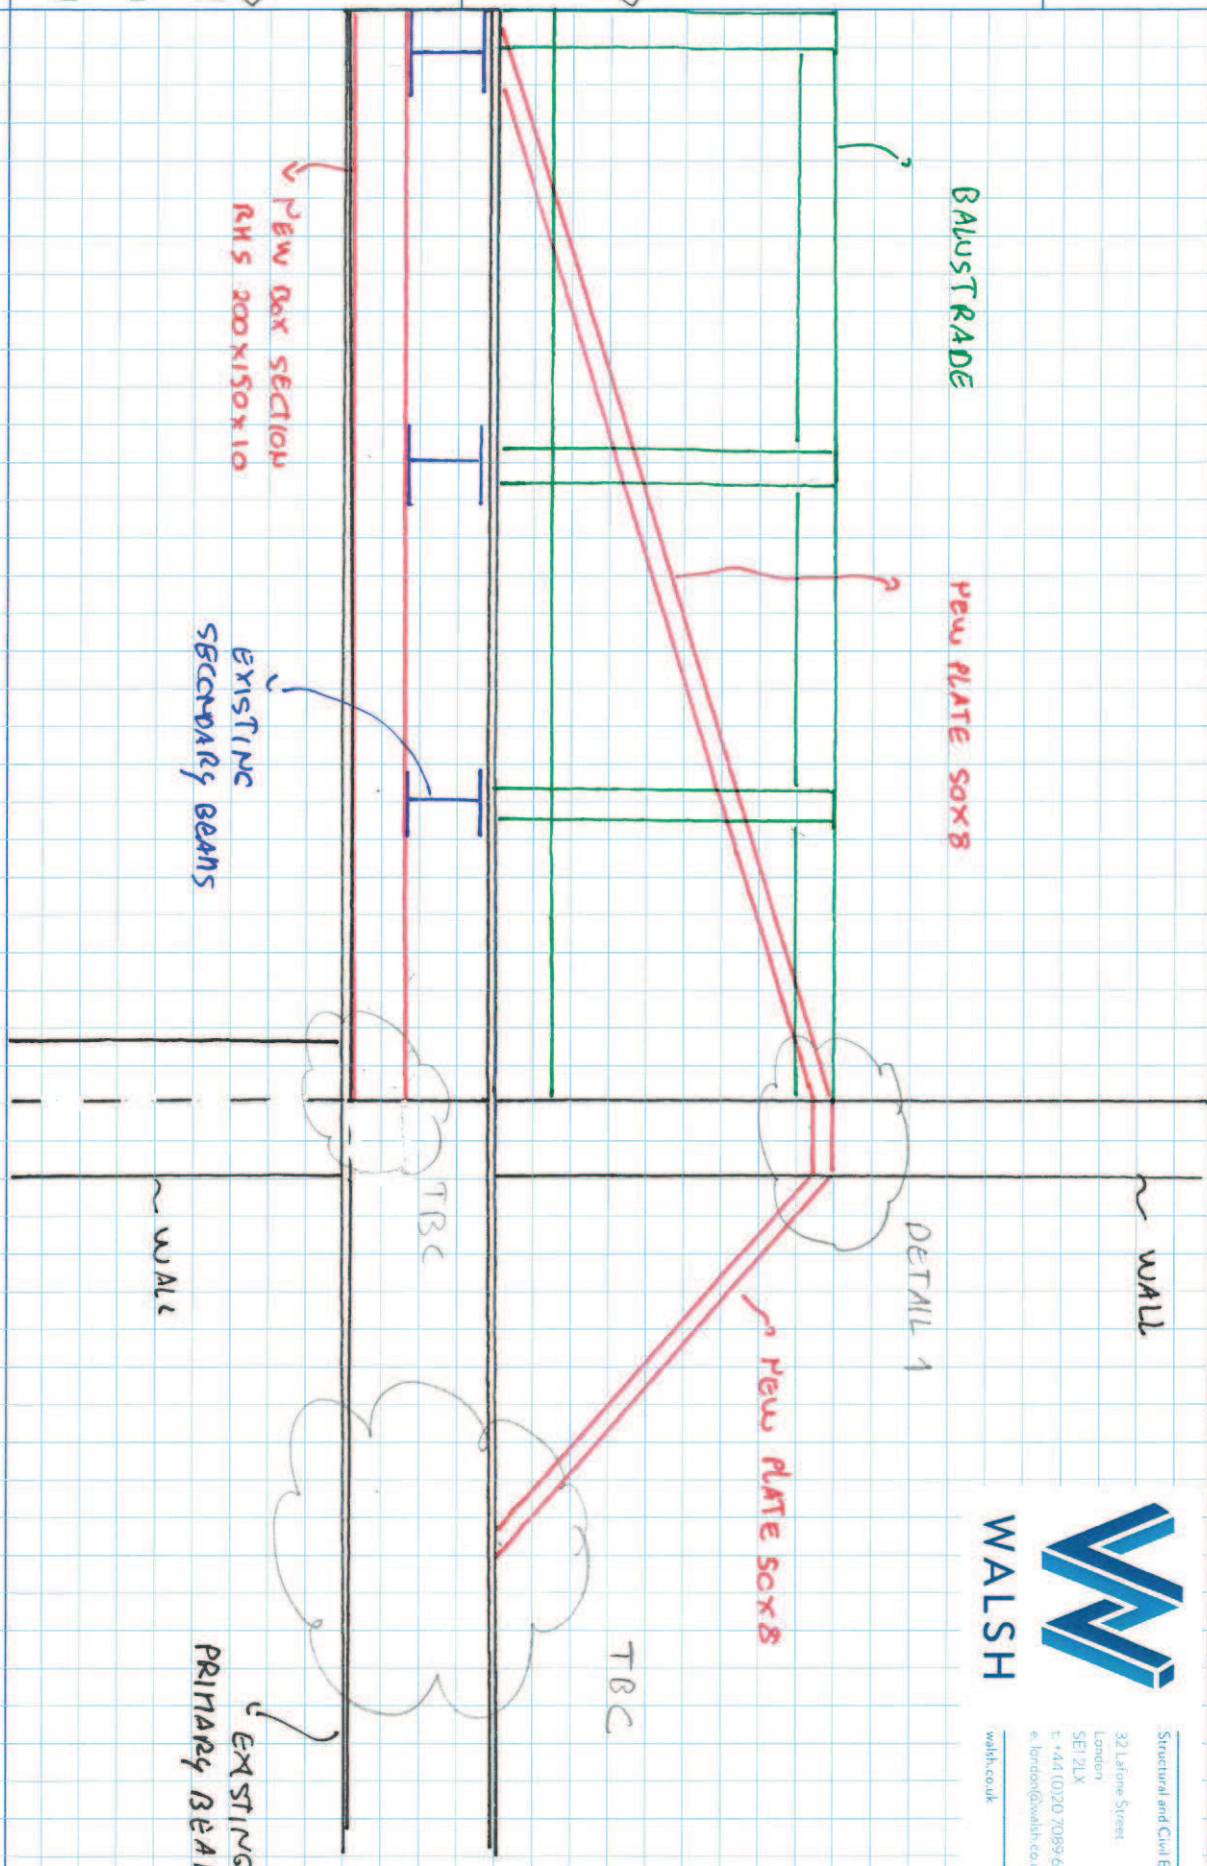 BALUSTRADE
NEW PLATE 50x8
WALL
DETAIL 1
NEW PLATE 50x8
TBC
TBC
WALL
NEW BOX SECTION
RHS 200x150x10
EXISTING
SECONDARY BEAMS
EXISTING
PRIMARY BEA
WALSH
Structural and Civil E
32 Lafone Street
London
SE1 2LX
t: +44 (0)20 7089 6
e: london@walsh.co.u
walsh.co.uk